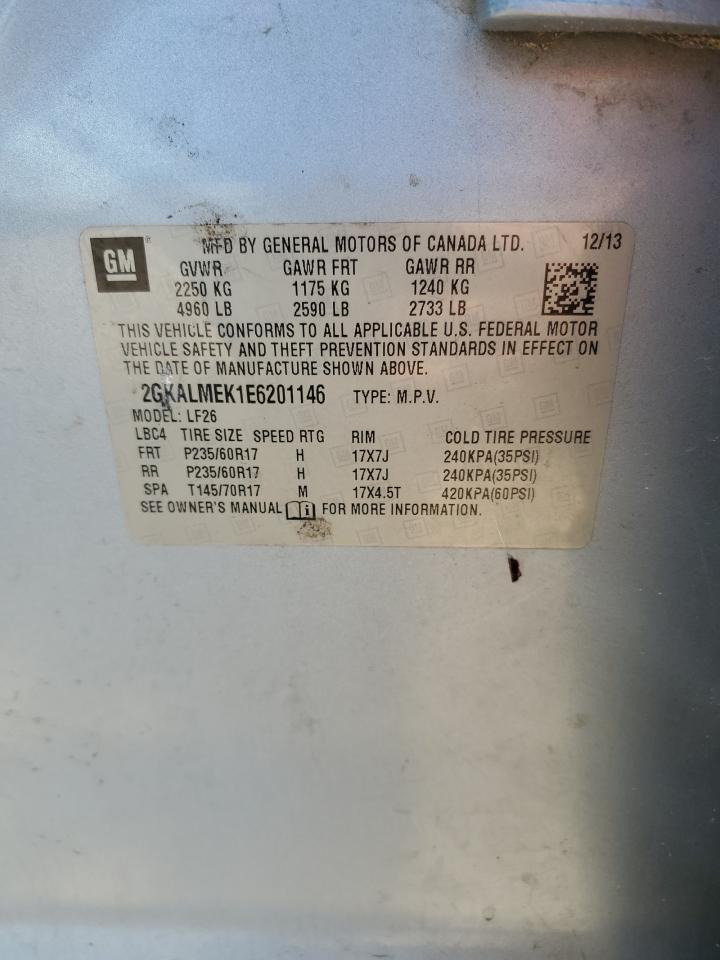 GM ®
MFD BY GENERAL MOTORS OF CANADA LTD. 12/13
GVWR GAWR FRT GAWR RR
2250 KG 1175 KG 1240 KG
4960 LB 2590 LB 2733 LB
THIS VEHICLE CONFORMS TO ALL APPLICABLE U.S. FEDERAL MOTOR
VEHICLE SAFETY AND THEFT PREVENTION STANDARDS IN EFFECT ON
THE DATE OF MANUFACTURE SHOWN ABOVE.
2GKALMEK1E6201146 TYPE: M.P.V.
MODEL: LF26
LBC4 TIRE SIZE SPEED RTG RIM COLD TIRE PRESSURE
FRT P235/60R17 H 17X7J 240KPA(35PSI)
RR P235/60R17 H 17X7J 240KPA(35PSI)
SPA T145/70R17 M 17X4.5T 420KPA(60PSI)
SEE OWNER'S MANUAL i FOR MORE INFORMATION.